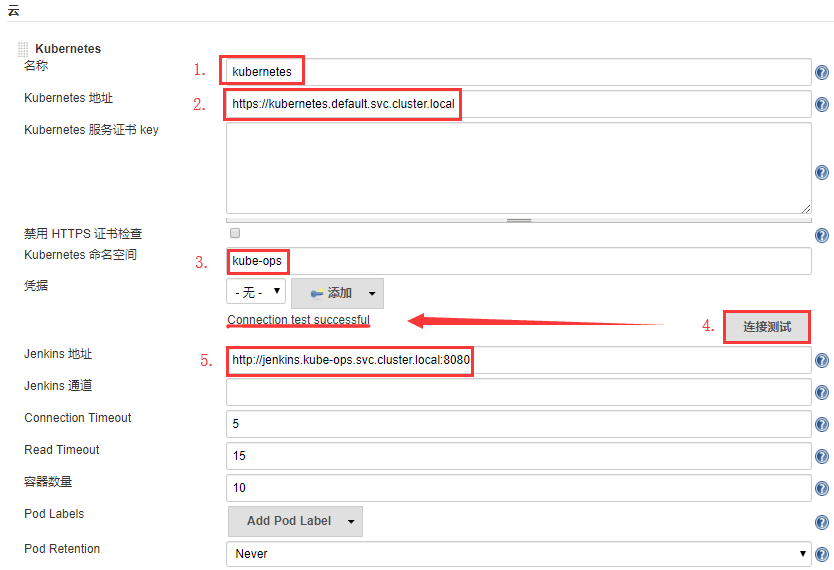 云
Kubernetes
名称
1.
kubernetes
Kubernetes 地址
2.
https://kubernetes.default.svc.cluster.local
Kubernetes 服务证书 key
禁用 HTTPS 证书检查
Kubernetes 命名空间
3.
kube-ops
凭据
- 无 -
添加
Connection test successful
4.
连接测试
Jenkins 地址
5.
http://jenkins.kube-ops.svc.cluster.local:8080
Jenkins 通道
Connection Timeout
5
Read Timeout
15
容器数量
10
Pod Labels
Add Pod Label
Pod Retention
Never